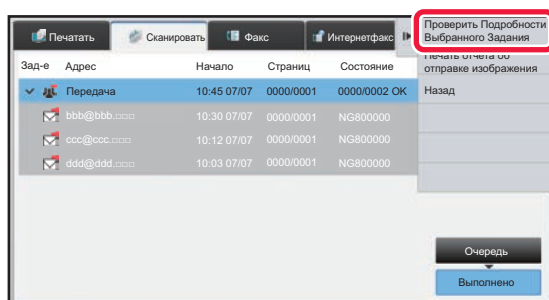 Печатать Сканировать Факс Интернетфакс
Проверить Подробности
Выбранного Задания
Зад-е Адрес Начало Страниц Состояние
Печать отчета об
отправке изображения
Передача 10:45 07/07 0000/0001 0000/0002 OK
Назад
bbb@bbb.□□□ 10:30 07/07 0000/0001 NG800000
ccc@ccc.□□□ 10:12 07/07 0000/0001 NG800000
ddd@ddd.□□□ 10:03 07/07 0000/0001 NG800000
Очередь
Выполнено